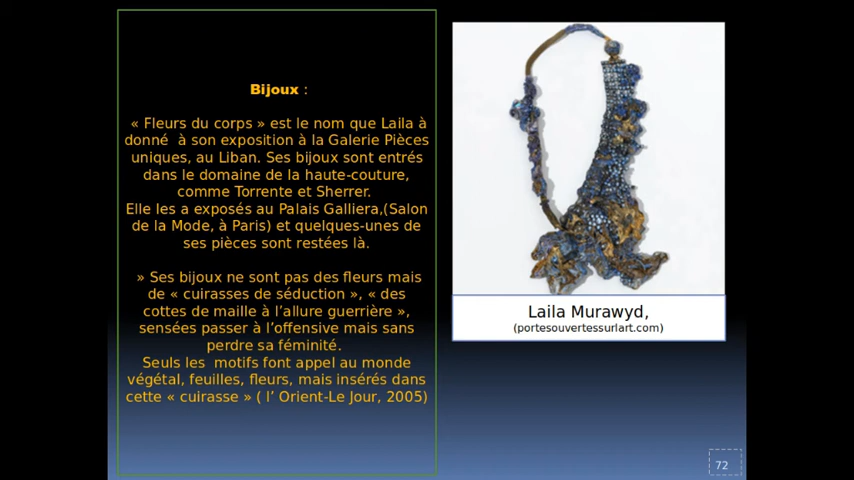 Bijoux :
« Fleurs du corps » est le nom que Laila à
donné à son exposition à la Galerie Pièces
uniques, au Liban. Ses bijoux sont entrés
dans le domaine de la haute-couture,
comme Torrente et Sherrer.
Elle les a exposés au Palais Galliera,(Salon
de la Mode, à Paris) et quelques-unes de
ses pièces sont restées là.
» Ses bijoux ne sont pas des fleurs mais
de « cuirasses de séduction », « des
cottes de maille à l’allure guerrière »,
sensées passer à l’offensive mais sans
perdre sa féminité.
Seuls les motifs font appel au monde
végétal, feuilles, fleurs, mais insérés dans
cette « cuirasse » ( l’ Orient-Le Jour, 2005)
Laila Murawyd,
(portesouvertessurlart.com)
72